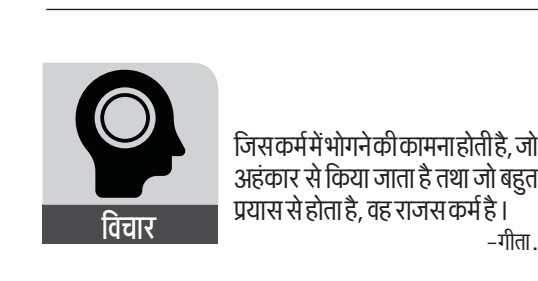 विचार
जिस कर्म में भोगने की कामना होती है, जो
अहंकार से किया जाता है तथा जो बहुत
प्रयास से होता है, वह राजस कर्म है ।
-गीता.